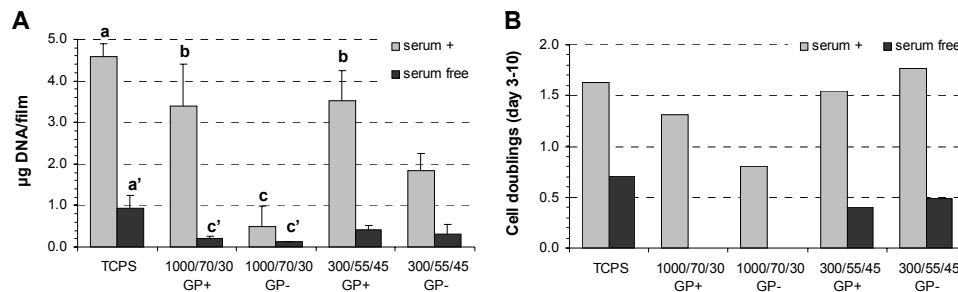 A
serum +
serum free
µg DNA/film
5.0
4.0
3.0
2.0
1.0
0.0
a
a’
b
c’
c
c’
b
TCPS
1000/70/30 GP+
1000/70/30 GP-
300/55/45 GP+
300/55/45 GP-
B
serum +
serum free
Cell doublings (day 3-10)
2.0
1.5
1.0
0.5
0.0
TCPS
1000/70/30 GP+
1000/70/30 GP-
300/55/45 GP+
300/55/45 GP-